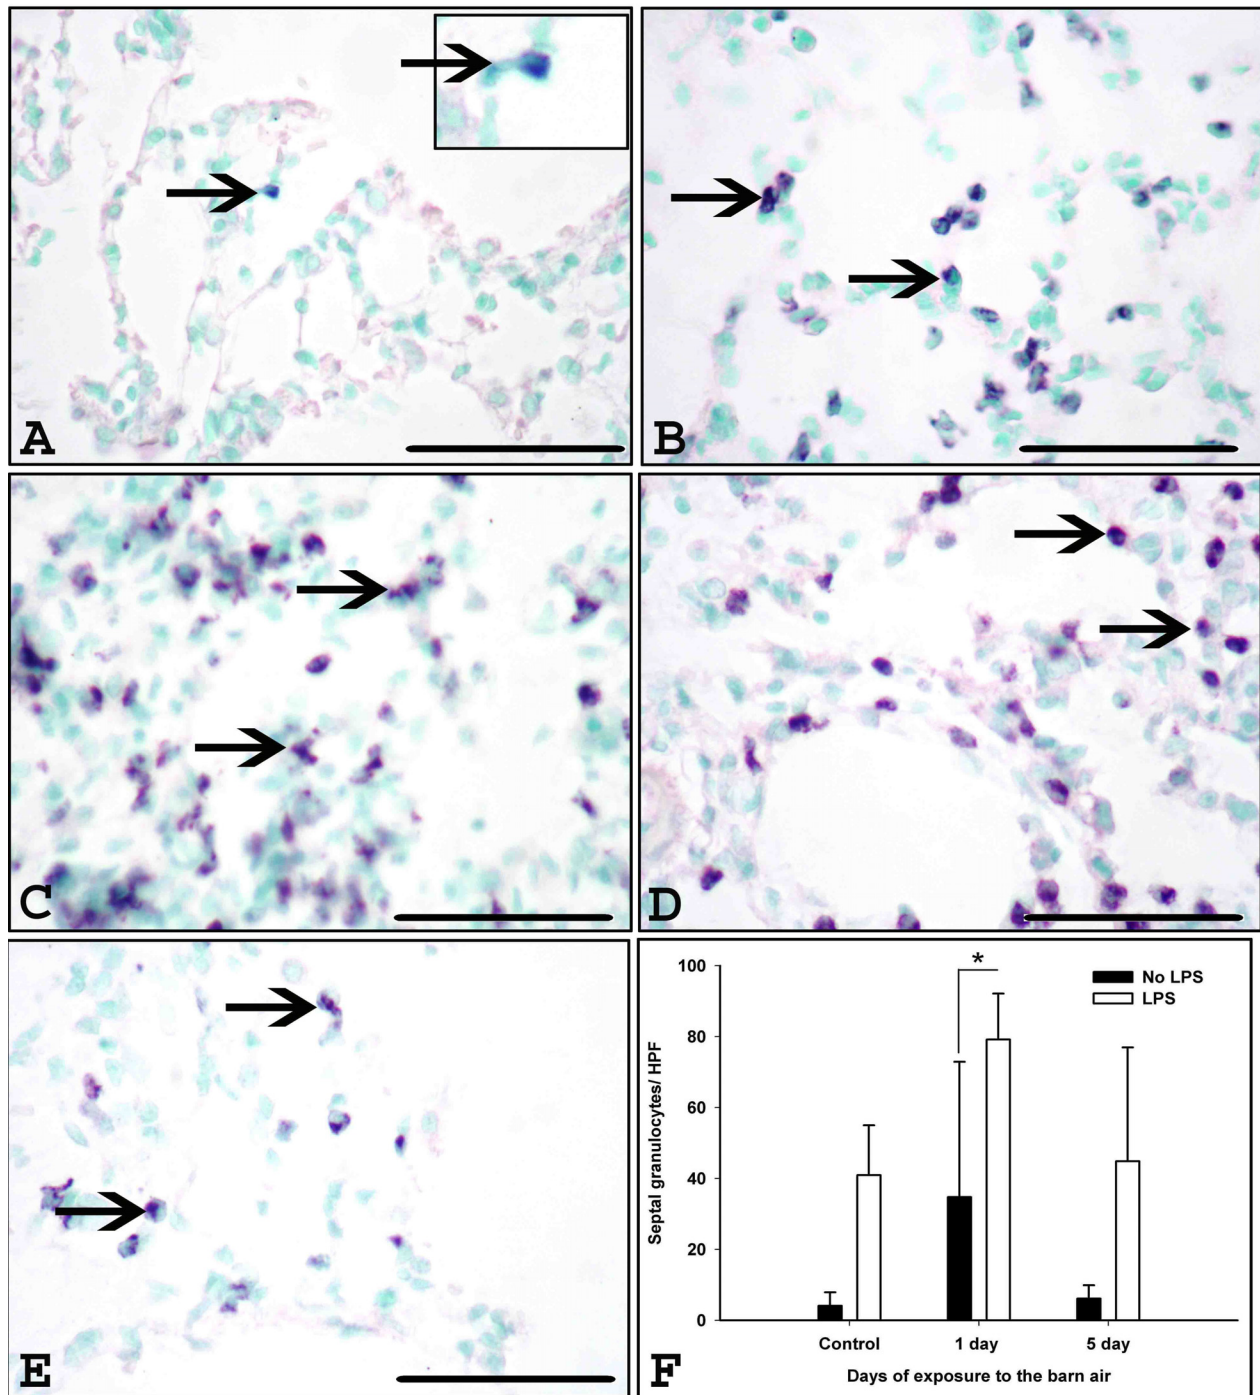 A
B
C
D
E
F
100
80
60
40
20
0
*
No LPS
LPS
Septal granulocytes/ HPF
Control 1 day 5 day
Days of exposure to the barn air